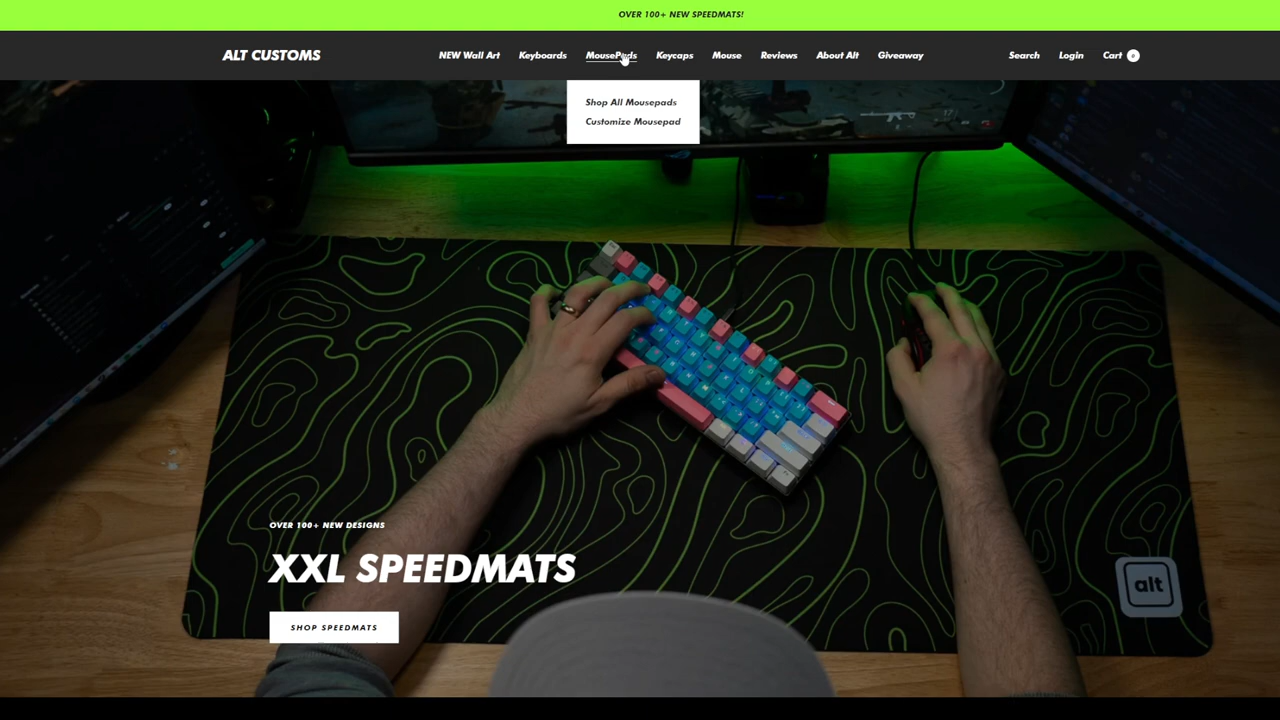 OVER 100+ NEW SPEEDMATS!
ALT CUSTOMS
NEW Wall Art
Keyboards
MousePads
Keycaps
Mouse
Reviews
About Alt
Giveaway
Search
Login
Cart
Shop All Mousepads
Customize Mousepad
OVER 100+ NEW DESIGNS
XXL SPEEDMATS
SHOP SPEEDMATS
alt